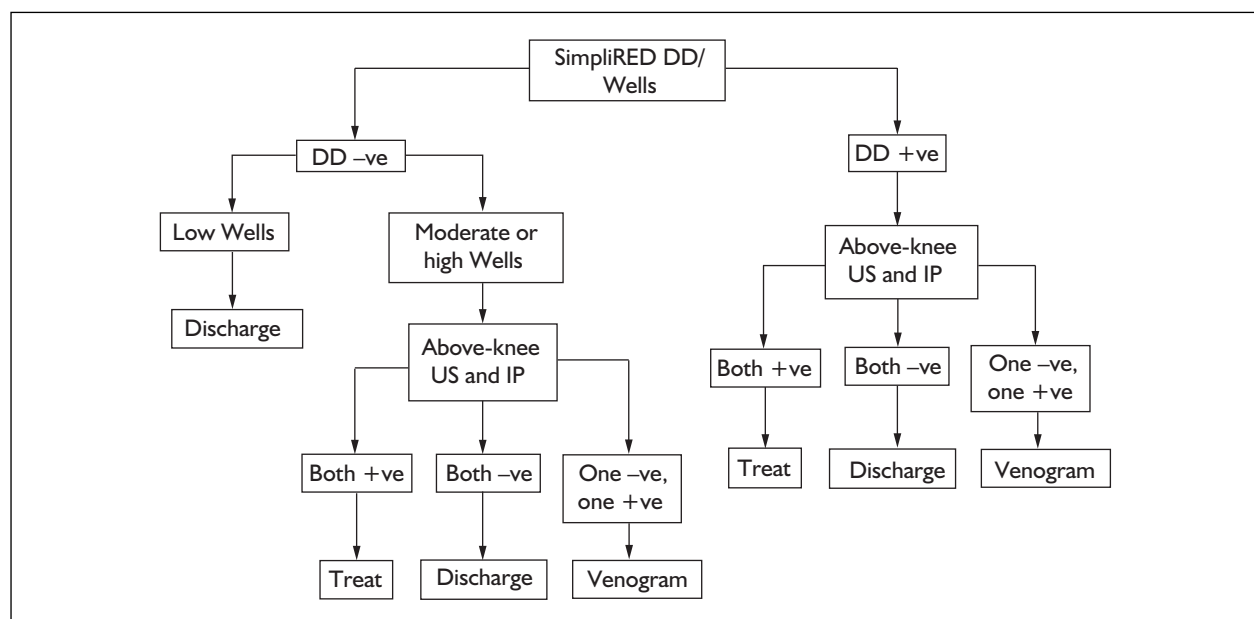 SimpliRED DD/
Wells
DD –ve
DD +ve
Low Wells
Moderate or
high Wells
Above-knee
US and IP
Discharge
Above-knee
US and IP
Both +ve
Both –ve
One –ve,
one +ve
Both +ve
Both –ve
One –ve,
one +ve
Treat
Discharge
Venogram
Treat
Discharge
Venogram